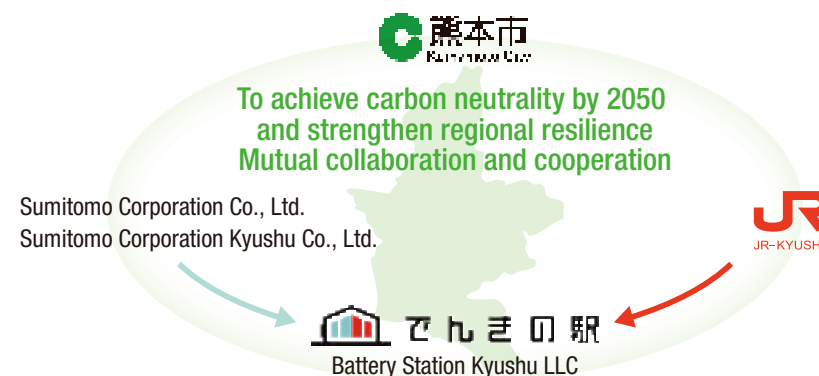 熊本市
Kumamoto City
To achieve carbon neutrality by 2050
and strengthen regional resilience
Mutual collaboration and cooperation
Sumitomo Corporation Co., Ltd.
Sumitomo Corporation Kyushu Co., Ltd.
JR
JR-KYUSH
でんきの駅
Battery Station Kyushu LLC